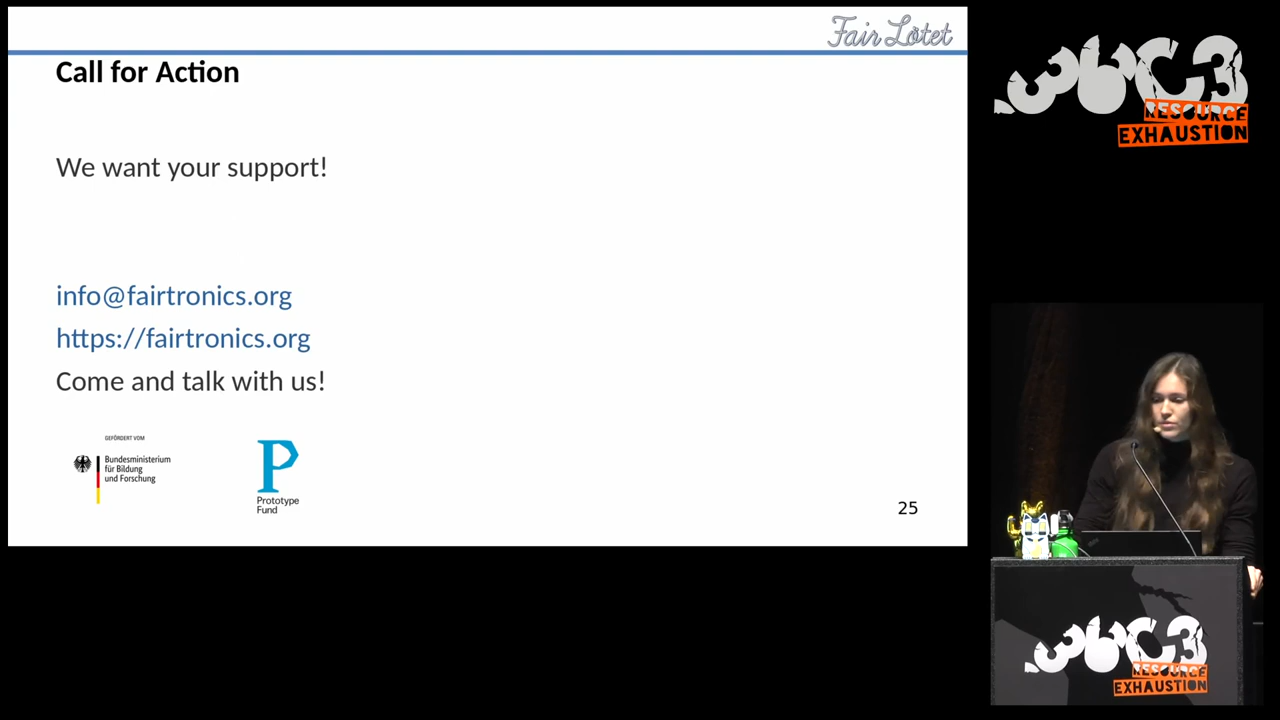 Fair Lötet
Call for Action
We want your support!
info@fairtronics.org
https://fairtronics.org
Come and talk with us!
GEFÖRDERT VOM
Bundesministerium
für Bildung
und Forschung
P
Prototype
Fund
25
36C3
RESOURCE
EXHAUSTION
36C3
RESOURCE
EXHAUSTION